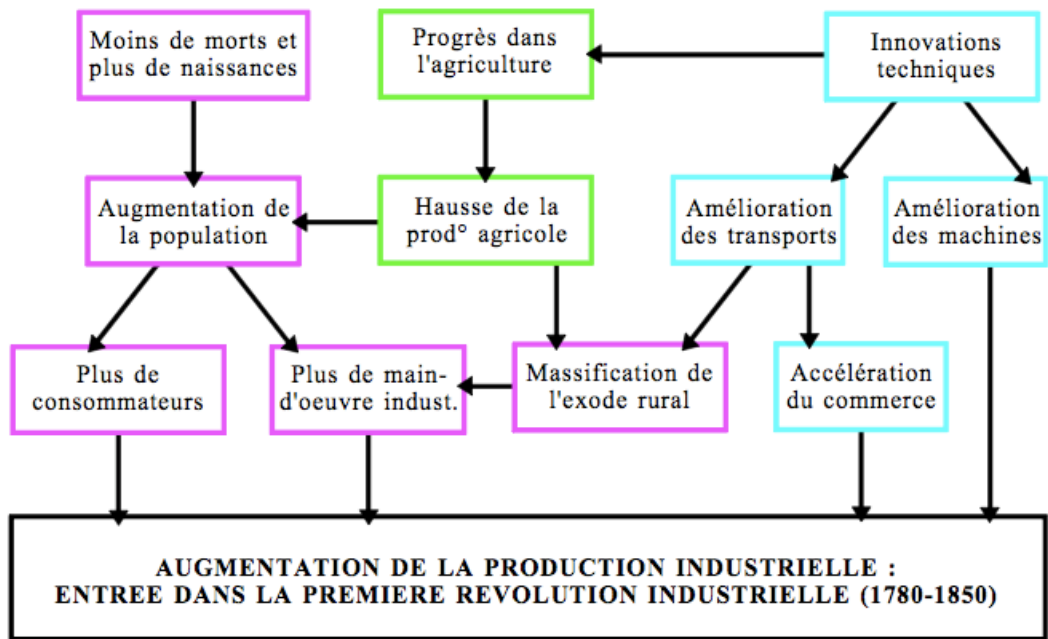 Moins de morts et
plus de naissances
Progrès dans
l'agriculture
Innovations
techniques
Augmentation de
la population
Hausse de la
prod° agricole
Amélioration
des transports
Amélioration
des machines
Plus de
consommateurs
Plus de main-
d'oeuvre indust.
Massification de
l'exode rural
Accélération
du commerce
AUGMENTATION DE LA PRODUCTION INDUSTRIELLE :
ENTREE DANS LA PREMIERE REVOLUTION INDUSTRIELLE (1780-1850)